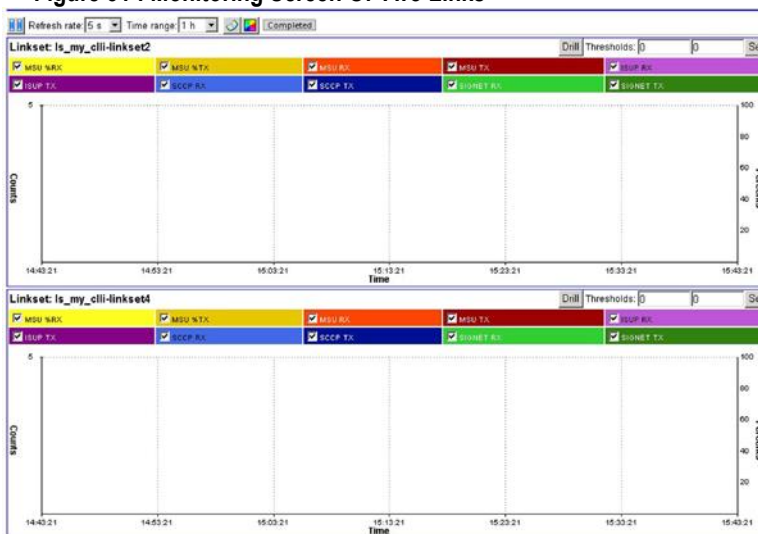 Monitoring Screen Of Two Links
Refresh rate: 5 s Time range: 1 h Completed
Linkset: ls_my_clli-linkset2 Drill Thresholds: 0 0
MSU %RX MSU %TX MSU RX MSU TX ISUP RX
ISUP TX SCCP RX SCCP TX SIGNET RX SIGNET TX
5 100
80
60
Counts
40
20
14:43:21 14:53:21 15:03:21 15:13:21 15:23:21 15:33:21 15:43:21
Time
Linkset: ls_my_clli-linkset4 Drill Thresholds: 0 0
MSU %RX MSU %TX MSU RX MSU TX ISUP RX
ISUP TX SCCP RX SCCP TX SIGNET RX SIGNET TX
5 100
80
60
Counts
40
20
14:43:21 14:53:21 15:03:21 15:13:21 15:23:21 15:33:21 15:43:21
Time